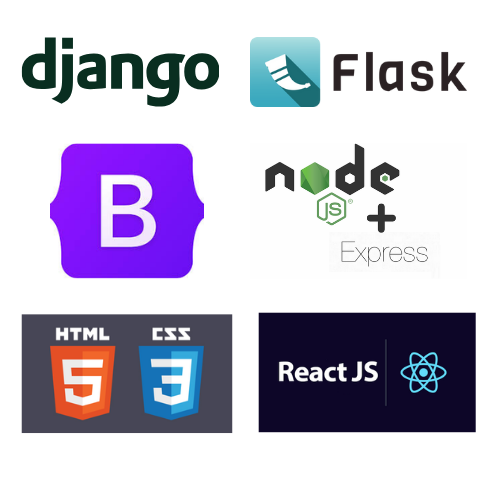 django
Flask
B
node
JS
+
Express
HTML CSS
5 3
React JS